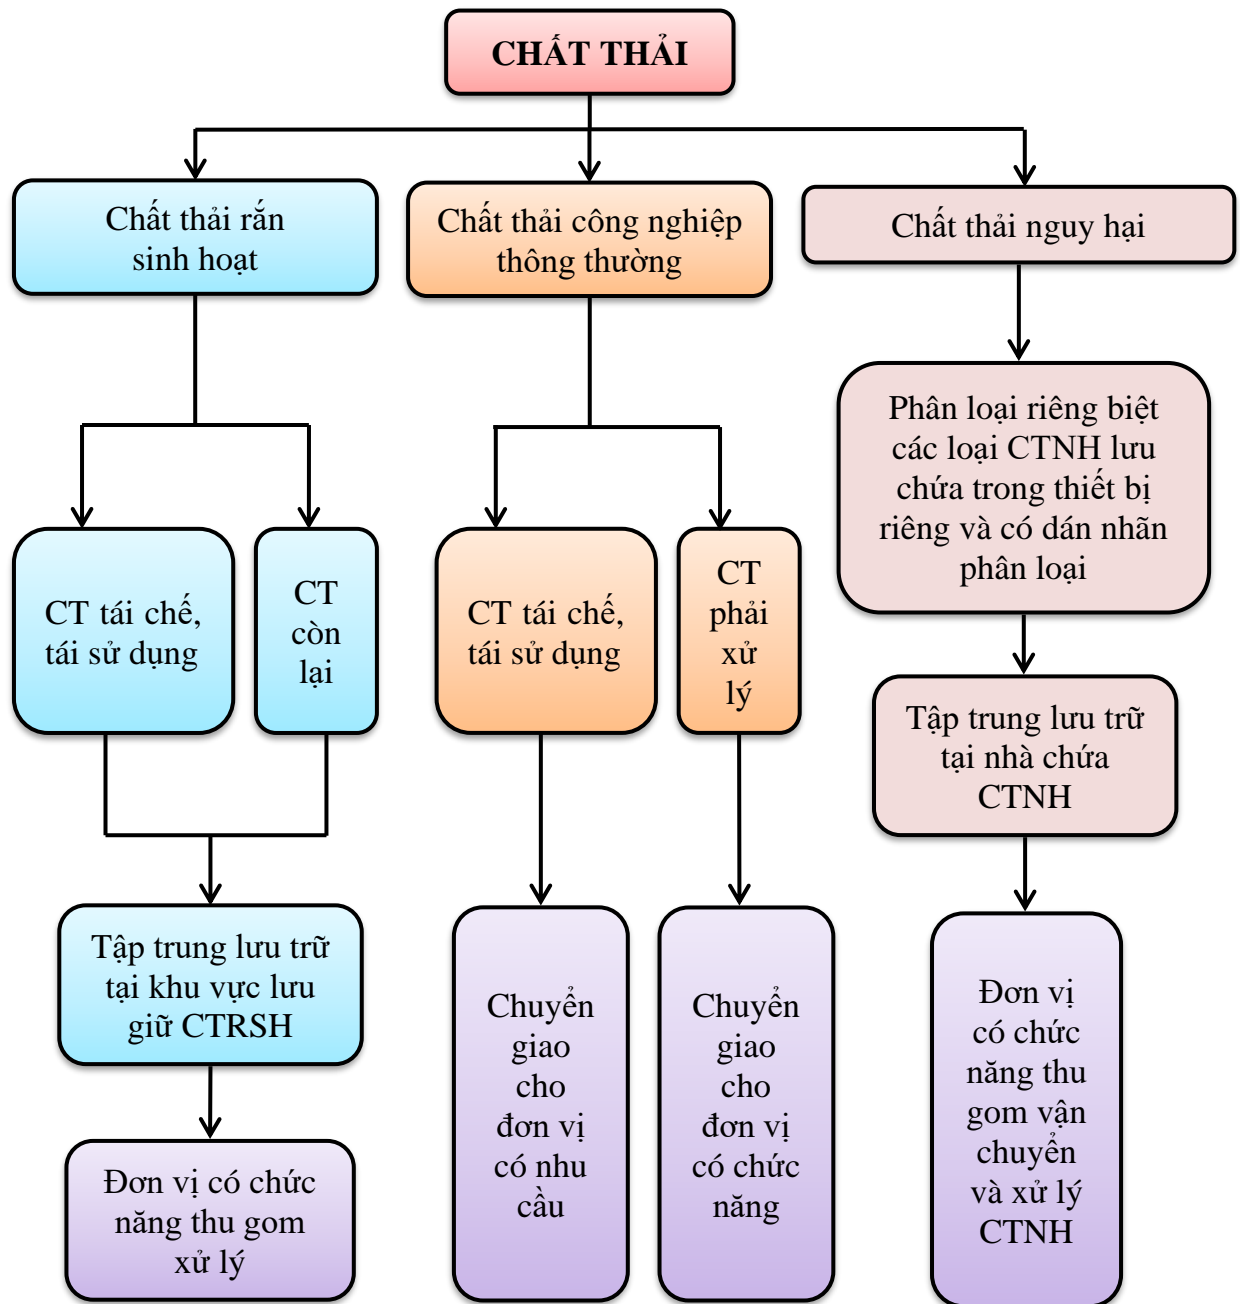 CHẤT THẢI
Chất thải rắn
sinh hoạt
Chất thải công nghiệp
thông thường
Chất thải nguy hại
Phân loại riêng biệt
các loại CTNH lưu
chứa trong thiết bị
riêng và có dán nhãn
phân loại
CT tái chế,
tái sử dụng
CT
còn
lại
CT tái chế,
tái sử dụng
CT
phải
xử
lý
Tập trung lưu trữ
tại nhà chứa
CTNH
Tập trung lưu trữ
tại khu vực lưu
giữ CTRSH
Chuyển
giao
cho
đơn vị
có nhu
cầu
Chuyển
giao
cho
đơn vị
có chức
năng
Đơn vị
có chức
năng thu
gom vận
chuyển
và xử lý
CTNH
Đơn vị có chức
năng thu gom
xử lý